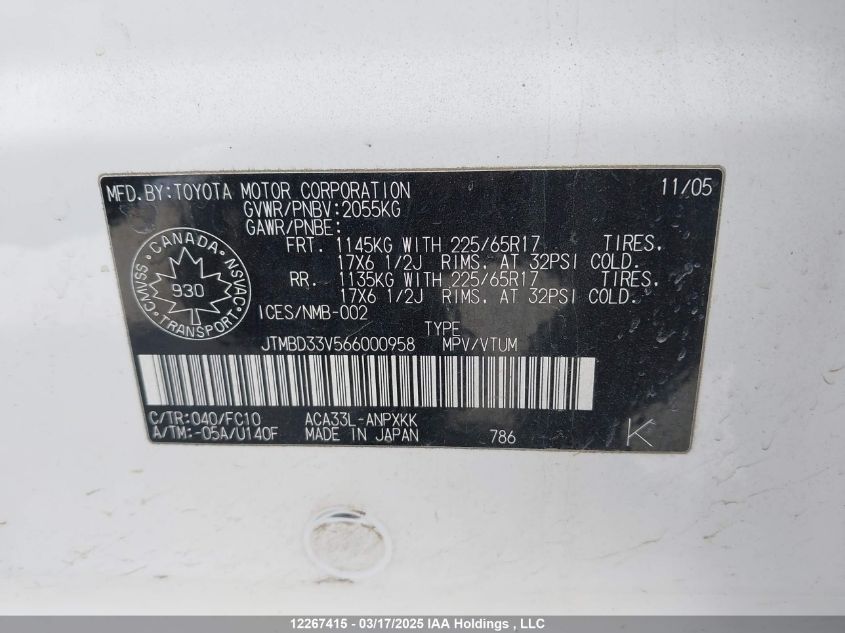 MFD.BY:TOYOTA MOTOR CORPORATION 11/05
GVWR/PNBV:2055KG
GAWR/PNBE:
FRT. 1145KG WITH 225/65R17 TIRES,
17X6 1/2J RIMS, AT 32PSI COLD.
RR. 1135KG WITH 225/65R17 TIRES,
17X6 1/2J RIMS, AT 32PSI COLD.
CANADA
CMVSS 930 NSVAC
TRANSPORT
ICES/NMB-002
TYPE
JTMBD33V566000958 MPV/VTUM
C/TR:040/FC10 ACA33L-ANPXKK
A/TM:-05A/U140F MADE IN JAPAN 786 K
12267415 - 03/17/2025 IAA Holdings , LLC